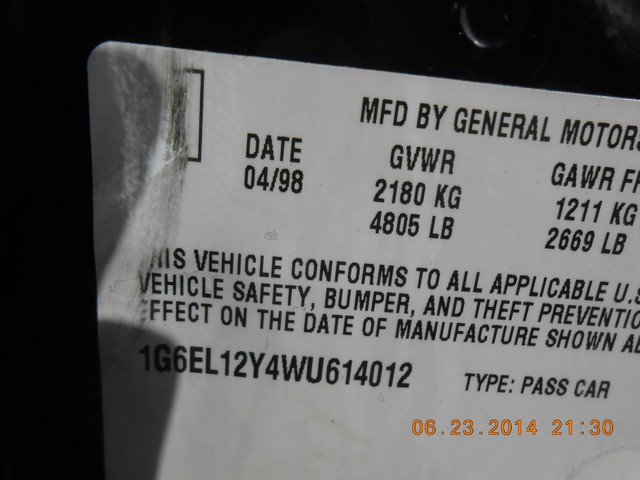 MFD BY GENERAL MOTORS
DATE GVWR GAWR
04/98 2180 KG 1211 KG
4805 LB 2669 LB
THIS VEHICLE CONFORMS TO ALL APPLICABLE U.S
VEHICLE SAFETY, BUMPER, AND THEFT
EFFECT ON THE DATE OF MANUFACTURE SHOWN
1G6EL12Y4WU614012 TYPE: PASS CAR
06.23.2014 21:30